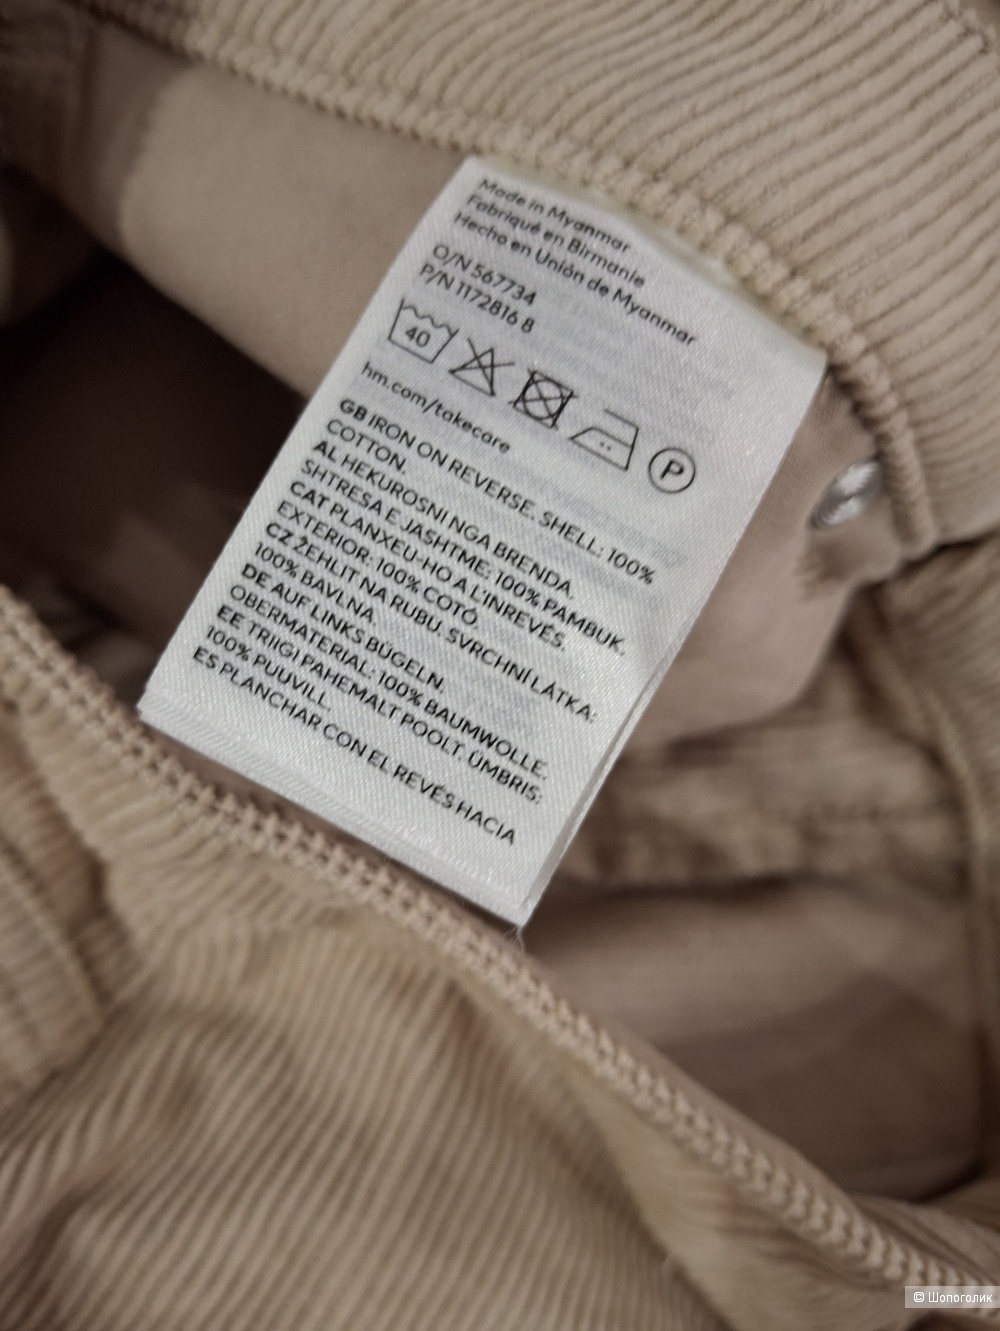 Made in Myanmar
Fabriqué en Birmanie
Hecho en Unión de Myanmar
O/N 567734
P/N 1172816 8
40
P
hm.com/takecare
GB IRON ON REVERSE. SHELL: 100%
COTTON.
AL HEKUROSNI NGA BRENDA.
SHTRESA E JASHTME: 100% PAMBUK.
CAT PLANXEU-HO A L'INREVÉS.
EXTERIOR: 100% COTÓ.
CZ ŽEHLIT NA RUBU. SVRCHNÍ LÁTKA:
100% BAVLNA.
DE AUF LINKS BÜGELN.
OBERMATERIAL: 100% BAUMWOLLE.
EE TRIIGI PAHEMALT POOLT. ÜMBRIS:
100% PUUVILL.
ES PLANCHAR CON EL REVÉS HACIA
© Шопоголик